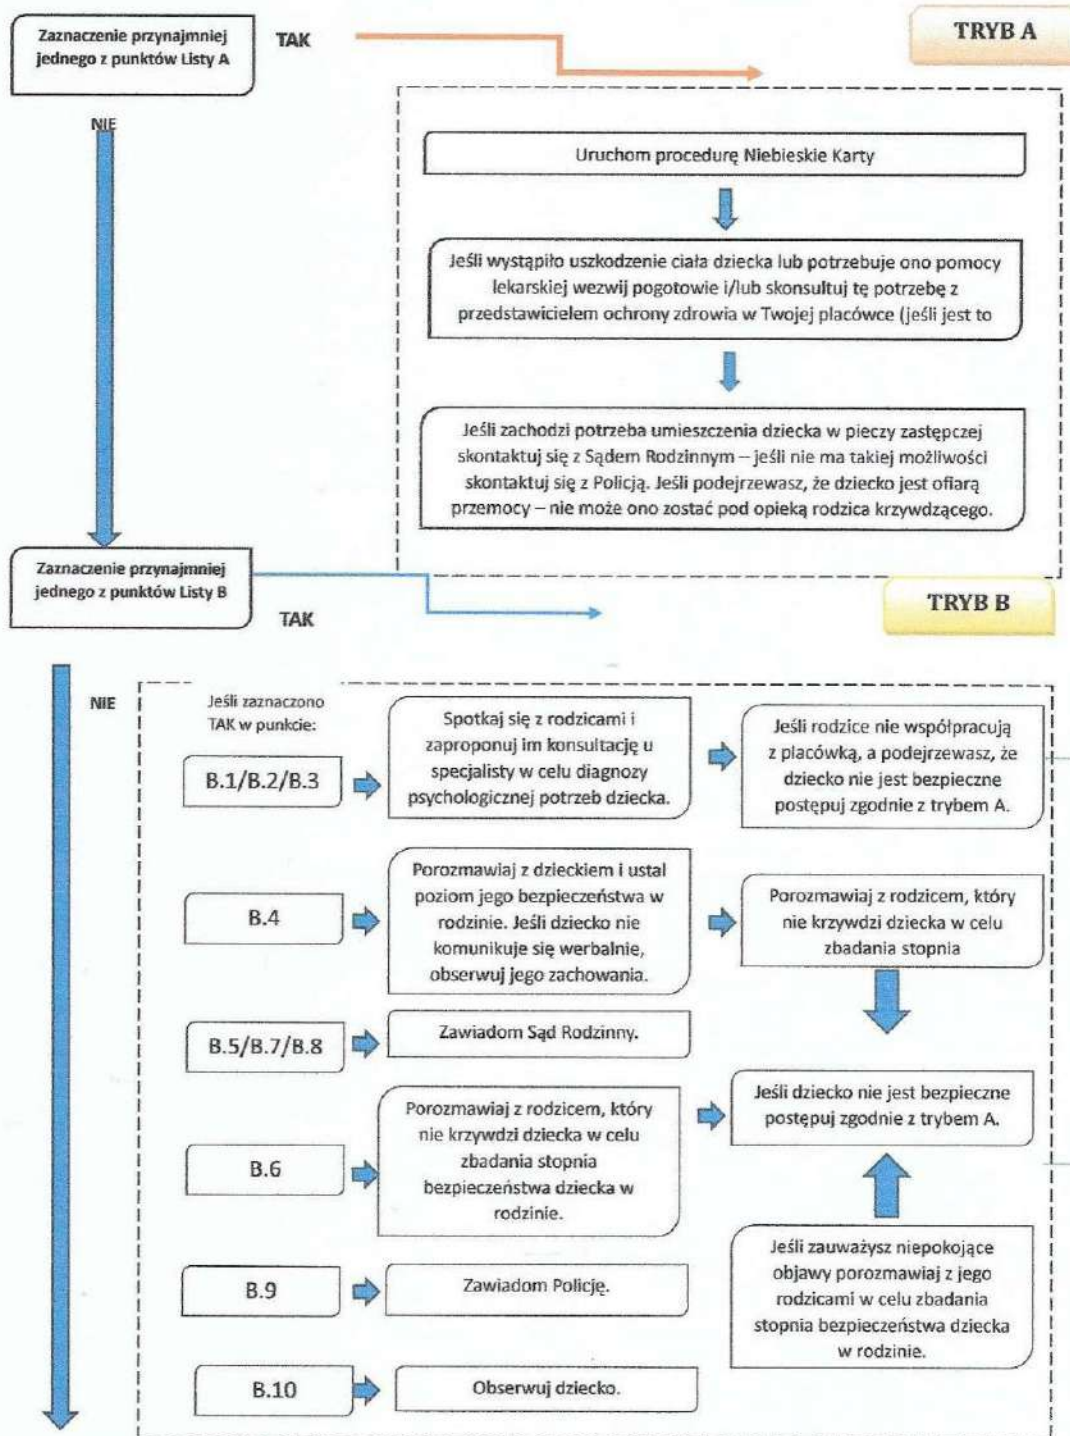 Zaznaczenie przynajmniej
jednego z punktów Listy A
TAK
TRYB A
NIE
Uruchom procedurę Niebieskie Karty
Jeśli wystąpiło uszkodzenie ciała dziecka lub potrzebuje ono pomocy
lekarskiej wezwij pogotowie i/lub skonsultuj tę potrzebę z
przedstawicielem ochrony zdrowia w Twojej placówce (jeśli jest to
Jeśli zachodzi potrzeba umieszczenia dziecka w pieczy zastępczej
skontaktuj się z Sądem Rodzinnym – jeśli nie ma takiej możliwości
skontaktuj się z Policją. Jeśli podejrzewasz, że dziecko jest ofiarą
przemocy – nie może ono zostać pod opieką rodzica krzywdzącego.
Zaznaczenie przynajmniej
jednego z punktów Listy B
TAK
TRYB B
NIE
Jeśli zaznaczono
TAK w punkcie:
B.1/B.2/B.3
Spotkaj się z rodzicami i
zaproponuj im konsultację u
specjalisty w celu diagnozy
psychologicznej potrzeb dziecka.
Jeśli rodzice nie współpracują
z placówką, a podejrzewasz, że
dziecko nie jest bezpieczne
postępuj zgodnie z trybem A.
B.4
Porozmawiaj z dzieckiem i ustal
poziom jego bezpieczeństwa w
rodzinie. Jeśli dziecko nie
komunikuje się werbalnie,
obserwuj jego zachowania.
Porozmawiaj z rodzicem, który
nie krzywdzi dziecka w celu
zbadania stopnia
B.5/B.7/B.8
Zawiadom Sąd Rodzinny.
B.6
Porozmawiaj z rodzicem, który
nie krzywdzi dziecka w celu
zbadania stopnia
bezpieczeństwa dziecka w
rodzinie.
Jeśli dziecko nie jest bezpieczne
postępuj zgodnie z trybem A.
B.9
Zawiadom Policję.
Jeśli zauważysz niepokojące
objawy porozmawiaj z jego
rodzicami w celu zbadania
stopnia bezpieczeństwa dziecka
w rodzinie.
B.10
Obserwuj dziecko.